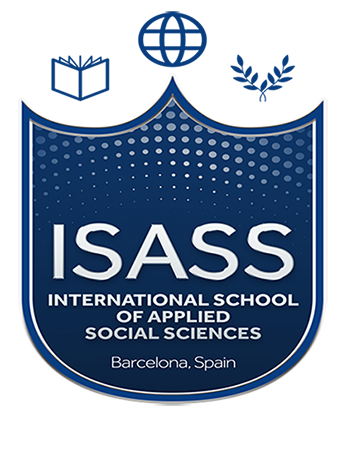 ISASS
INTERNATIONAL SCHOOL
OF APPLIED
SOCIAL SCIENCES
Barcelona, Spain